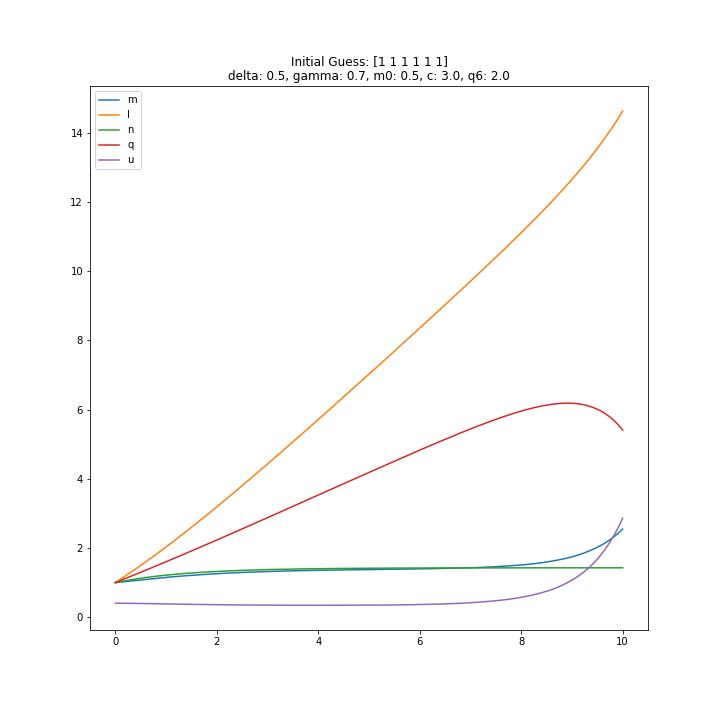 Initial Guess: [1 1 1 1 1 1]
delta: 0.5, gamma: 0.7, m0: 0.5, c: 3.0, q6: 2.0
m
l
n
q
u
14
12
10
8
6
4
2
0
0 2 4 6 8 10